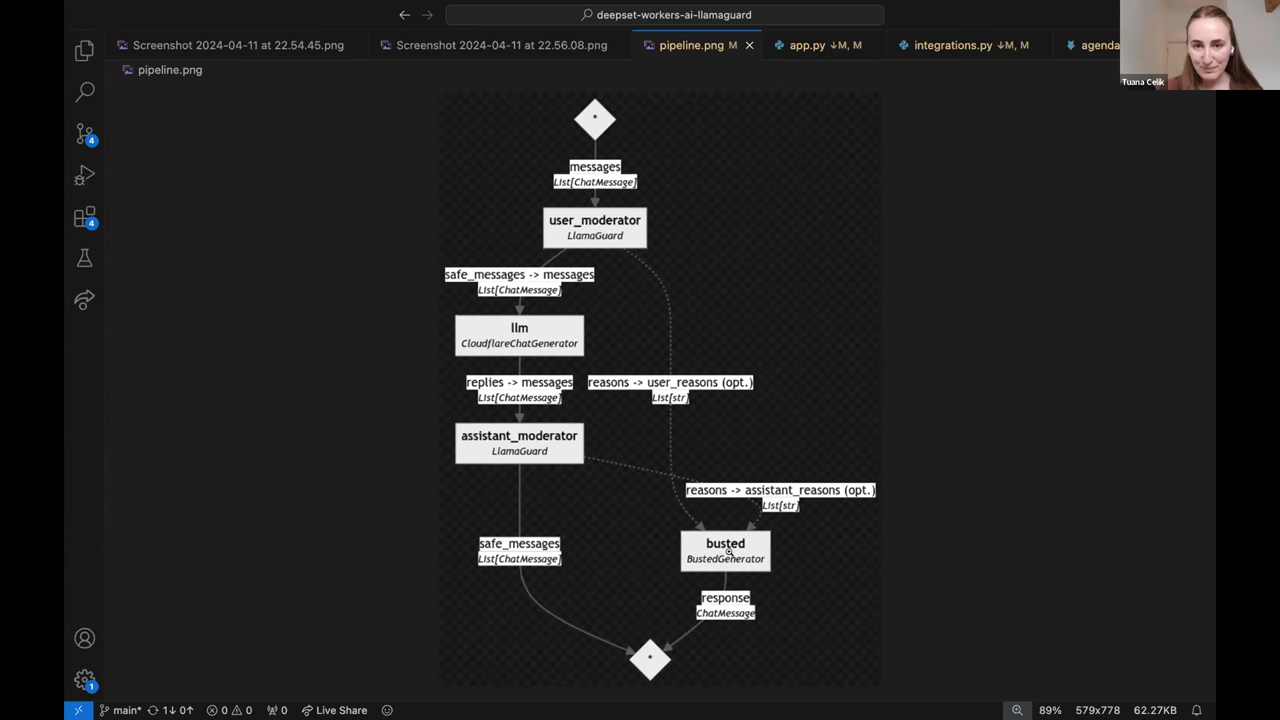 deepset-workers-ai-llamaguard
Screenshot 2024-04-11 at 22.54.45.png
Screenshot 2024-04-11 at 22.56.08.png
pipeline.png M
app.py ↓M, M
integrations.py ↓M, M
agenda
Tuana Celik
pipeline.png
*
messages
List[ChatMessage]
user_moderator
LlamaGuard
safe_messages -> messages
List[ChatMessage]
llm
CloudflareChatGenerator
replies -> messages
List[ChatMessage]
reasons -> user_reasons (opt.)
List[str]
assistant_moderator
LlamaGuard
reasons -> assistant_reasons (opt.)
List[str]
safe_messages
List[ChatMessage]
busted
BustedGenerator
response
ChatMessage
*
4
4
1
main* 1↓ 0↑ 0 0 0 Live Share 89% 579x778 62.27KB